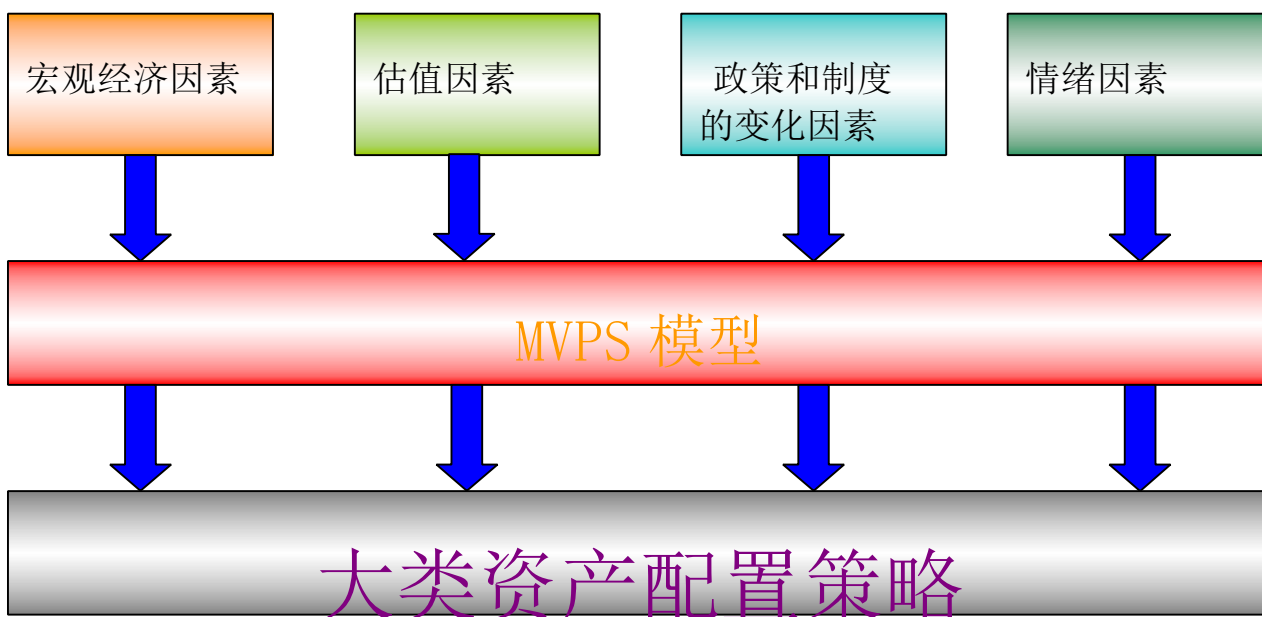 宏观经济因素
估值因素
政策和制度
的变化因素
情绪因素
MVPS 模型
大类资产配置策略